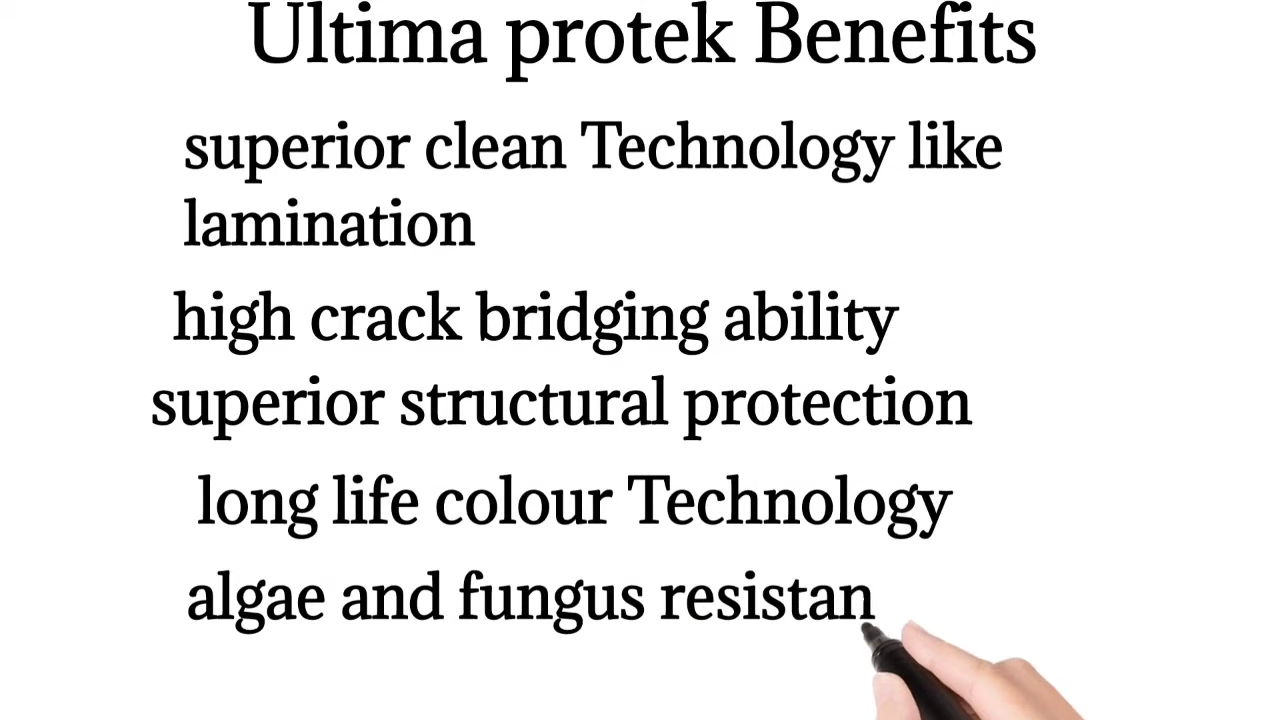 Ultima protek Benefits
superior clean Technology like
lamination
high crack bridging ability
superior structural protection
long life colour Technology
algae and fungus resistan